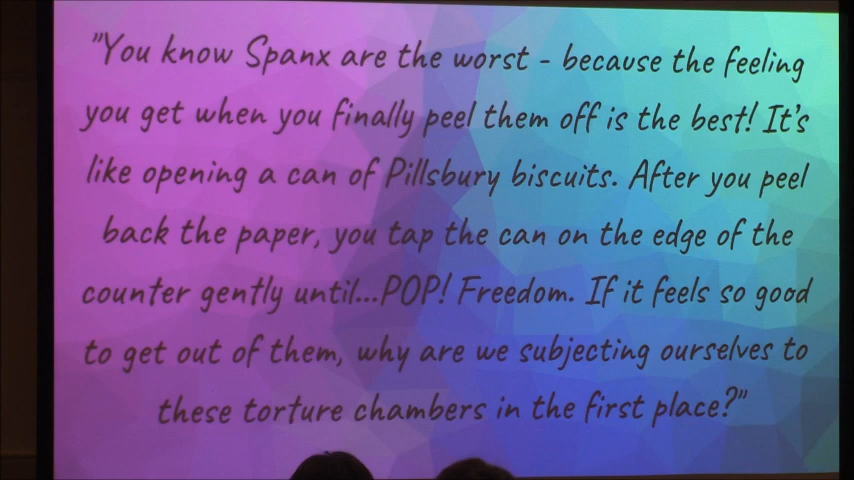 "You know Spanx are the worst - because the feeling
you get when you finally peel them off is the best! It's
like opening a can of Pillsbury biscuits. After you peel
back the paper, you tap the can on the edge of the
counter gently until...POP! Freedom. If it feels so good
to get out of them, why are we subjecting ourselves to
these torture chambers in the first place?"